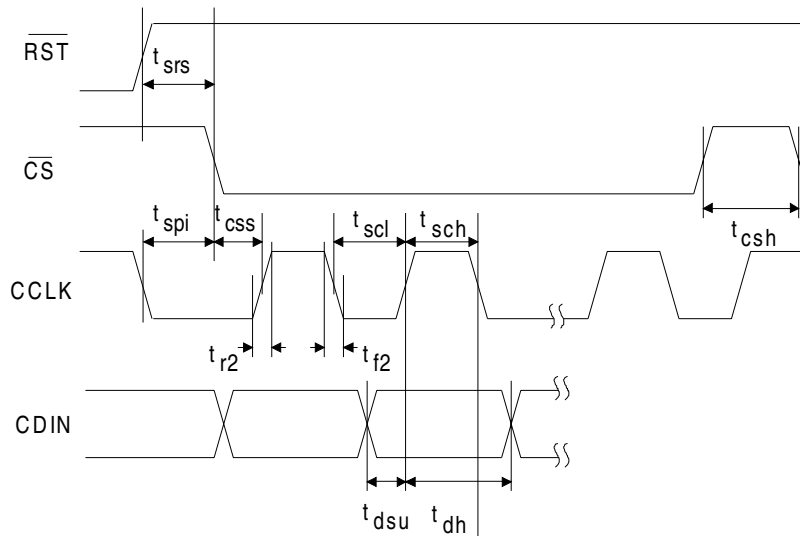 RST
t srs
CS
t spi
t css
t scl
t sch
t csh
CCLK
t r2
t f2
CDIN
t dsu
t dh